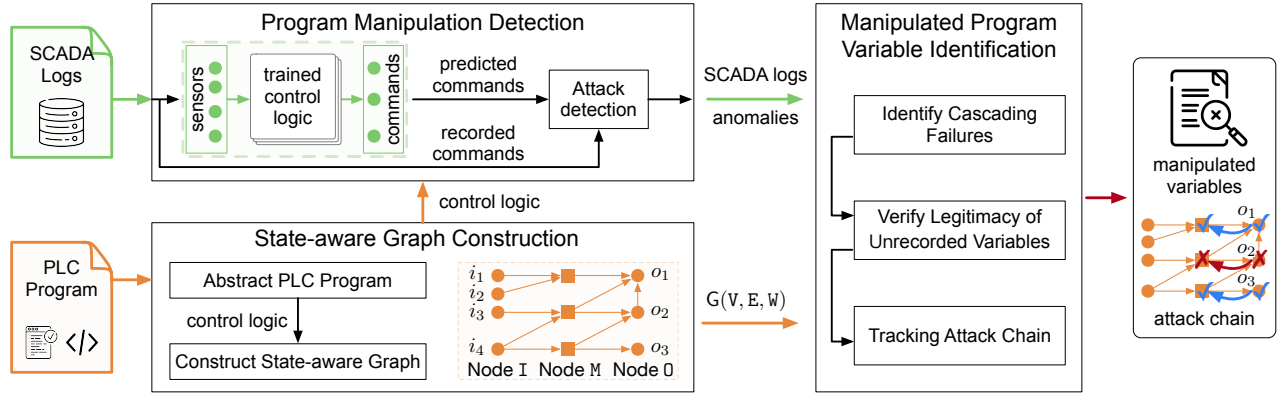 SCADA
Logs
Program Manipulation Detection
sensors
trained
control
logic
commands
predicted
commands
recorded
commands
Attack
detection
SCADA logs
anomalies
control logic
PLC
Program
</>
State-aware Graph Construction
Abstract PLC Program
control logic
Construct State-aware Graph
i1
i2
i3
i4
o1
o2
o3
Node I Node M Node O
G(V, E, W)
Manipulated Program
Variable Identification
Identify Cascading
Failures
Verify Legitimacy of
Unrecorded Variables
Tracking Attack Chain
manipulated
variables
o1
o2
o3
attack chain